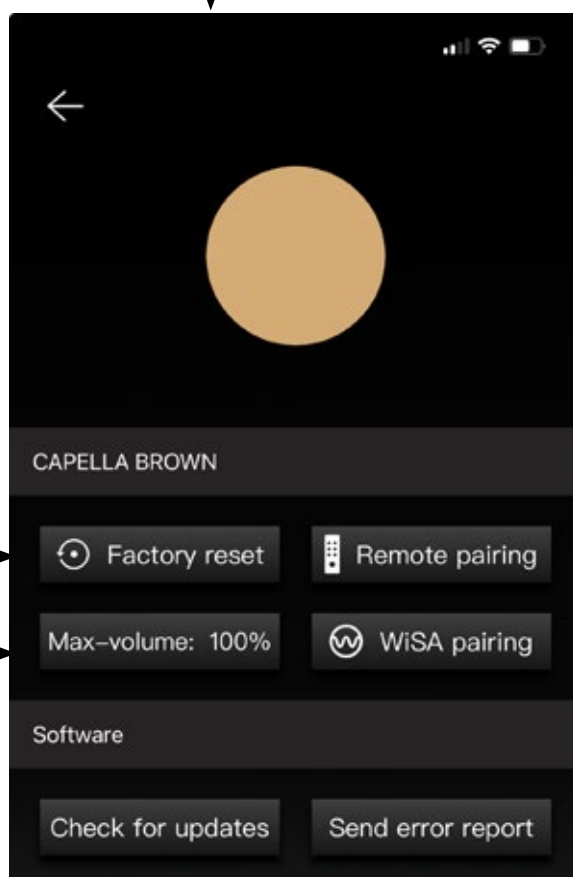 CAPELLA BROWN
Factory reset
Remote pairing
Max-volume: 100%
WiSA pairing
Software
Check for updates
Send error report